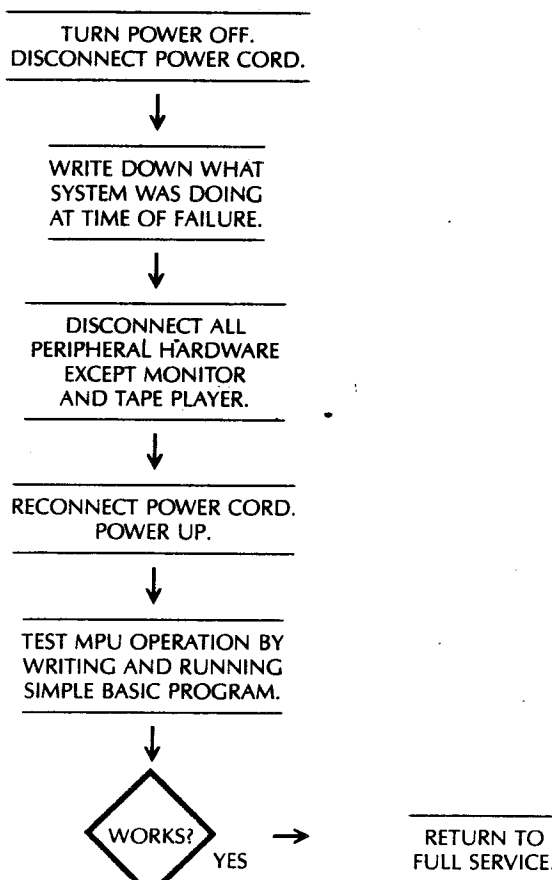 TURN POWER OFF.
DISCONNECT POWER CORD.
WRITE DOWN WHAT
SYSTEM WAS DOING
AT TIME OF FAILURE.
DISCONNECT ALL
PERIPHERAL HARDWARE
EXCEPT MONITOR
AND TAPE PLAYER.
RECONNECT POWER CORD.
POWER UP.
TEST MPU OPERATION BY
WRITING AND RUNNING
SIMPLE BASIC PROGRAM.
WORKS?
YES
RETURN TO
FULL SERVICE.